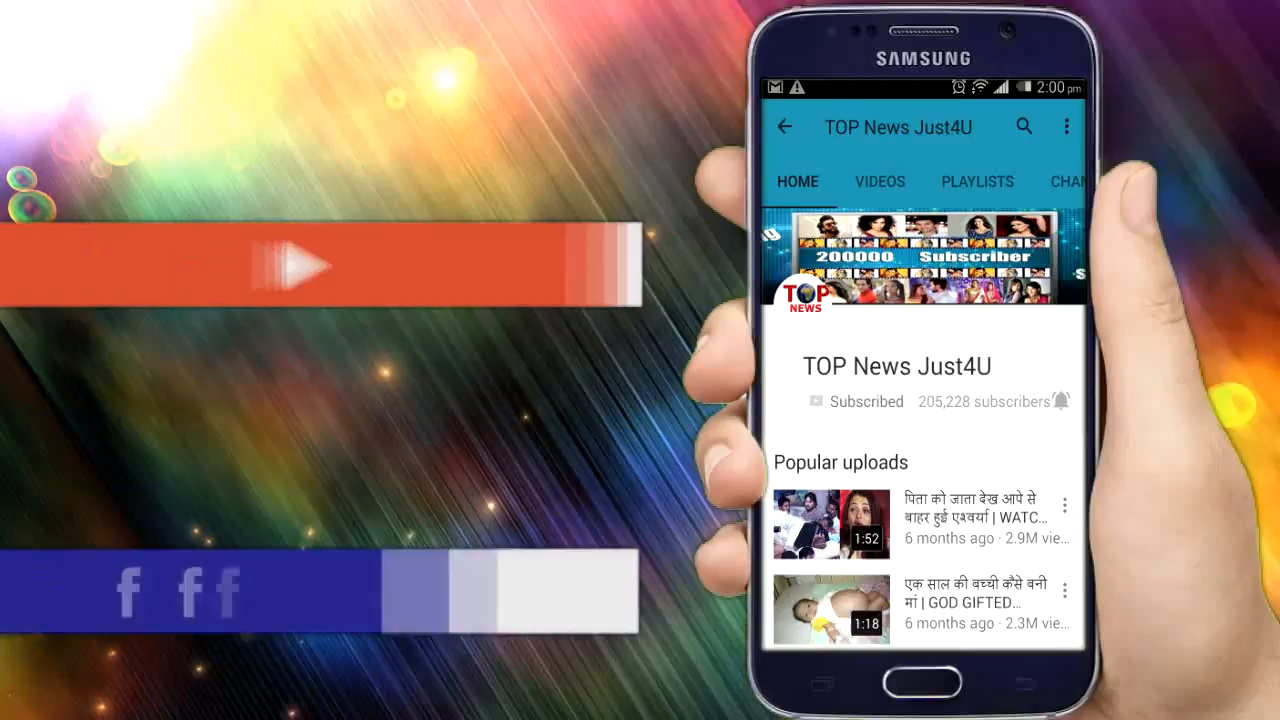 SAMSUNG
2:00 pm
TOP News Just4U
HOME VIDEOS PLAYLISTS CHAN
200000 Subscriber
TOP
NEWS
TOP News Just4U
Subscribed 205,228 subscribers
Popular uploads
पिता को जाता देख आपे से
बाहर हुई एश्वर्या | WATC...
6 months ago · 2.9M vie...
1:52
एक साल की बच्ची कैसे बनी
मां | GOD GIFTED...
6 months ago · 2.3M vie...
1:18
f f f